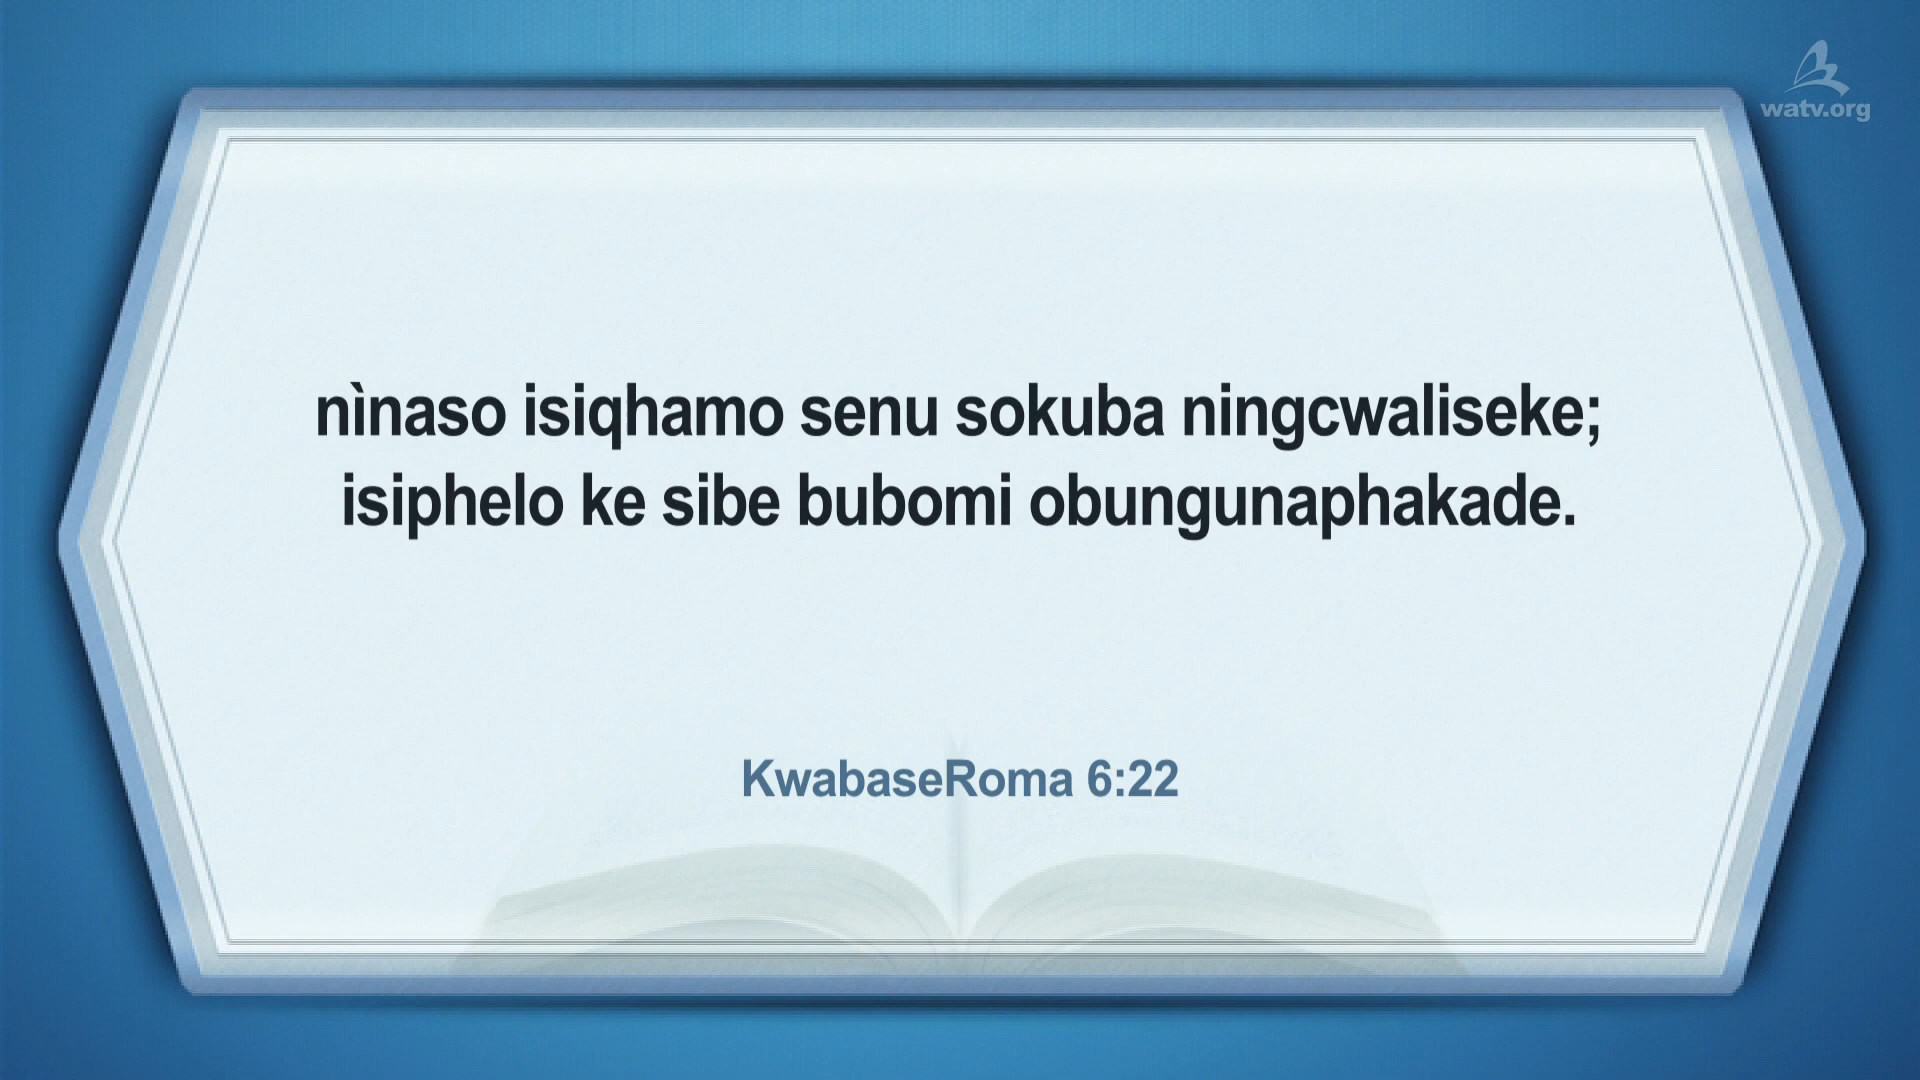 watv.org
nìnaso isiqhamo senu sokuba ningcwaliseke;
isiphelo ke sibe bubomi obungunaphakade.
KwabaseRoma 6:22